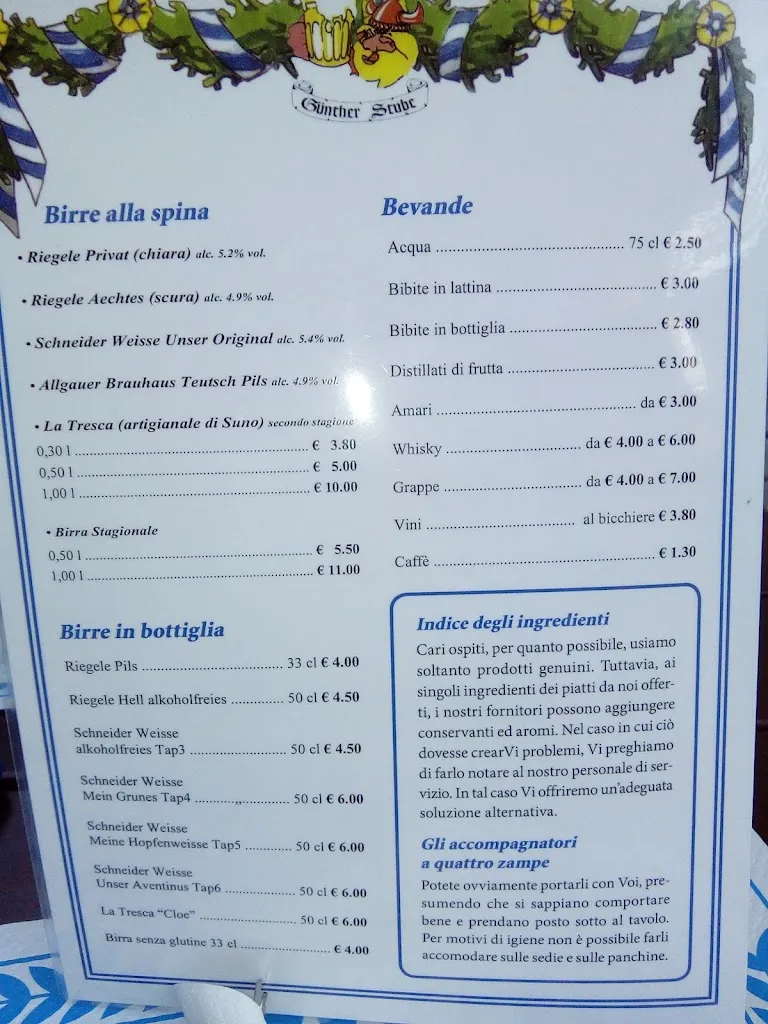 Günther Stube
Birre alla spina
• Riegele Privat (chiara) alc. 5.2% vol.
• Riegele Aechtes (scura) alc. 4.9% vol.
• Schneider Weisse Unser Original alc. 5.4% vol.
• Allgauer Brauhaus Teutsch Pils alc. 4.9% vol.
• La Tresca (artigianale di Suno) secondo stagione
0,30 l ........ € 3.80
0,50 l ........ € 5.00
1,00 l ........ € 10.00
• Birra Stagionale
0,50 l ........ € 5.50
1,00 l ........ € 11.00
Birre in bottiglia
Riegele Pils ........ 33 cl € 4.00
Riegele Hell alkoholfreies ........ 50 cl € 4.50
Schneider Weisse
alkoholfreies Tap3 ........ 50 cl € 4.50
Schneider Weisse
Mein Grunes Tap4 ........ 50 cl € 6.00
Schneider Weisse
Meine Hopfenweisse Tap5 ........ 50 cl € 6.00
Schneider Weisse
Unser Aventinus Tap6 ........ 50 cl € 6.00
La Tresca "Cloe" ........ 50 cl € 6.00
Birra senza glutine 33 cl ........ € 4.00
Bevande
Acqua ........ 75 cl € 2.50
Bibite in lattina ........ € 3.00
Bibite in bottiglia ........ € 2.80
Distillati di frutta ........ € 3.00
Amari ........ da € 3.00
Whisky ........ da € 4.00 a € 6.00
Grappe ........ da € 4.00 a € 7.00
Vini ........ al bicchiere € 3.80
Caffè ........ € 1.30
Indice degli ingredienti
Cari ospiti, per quanto possibile, usiamo
soltanto prodotti genuini. Tuttavia, ai
singoli ingredienti dei piatti da noi offer-
ti, i nostri fornitori possono aggiungere
conservanti ed aromi. Nel caso in cui ciò
dovesse crearVi problemi, Vi preghiamo
di farlo notare al nostro personale di ser-
vizio. In tal caso Vi offriremo un'adeguata
soluzione alternativa.
Gli accompagnatori
a quattro zampe
Potete ovviamente portarli con Voi, pre-
sumendo che si sappiano comportare
bene e prendano posto sotto al tavolo.
Per motivi di igiene non è possibile farli
accomodare sulle sedie e sulle panchine.